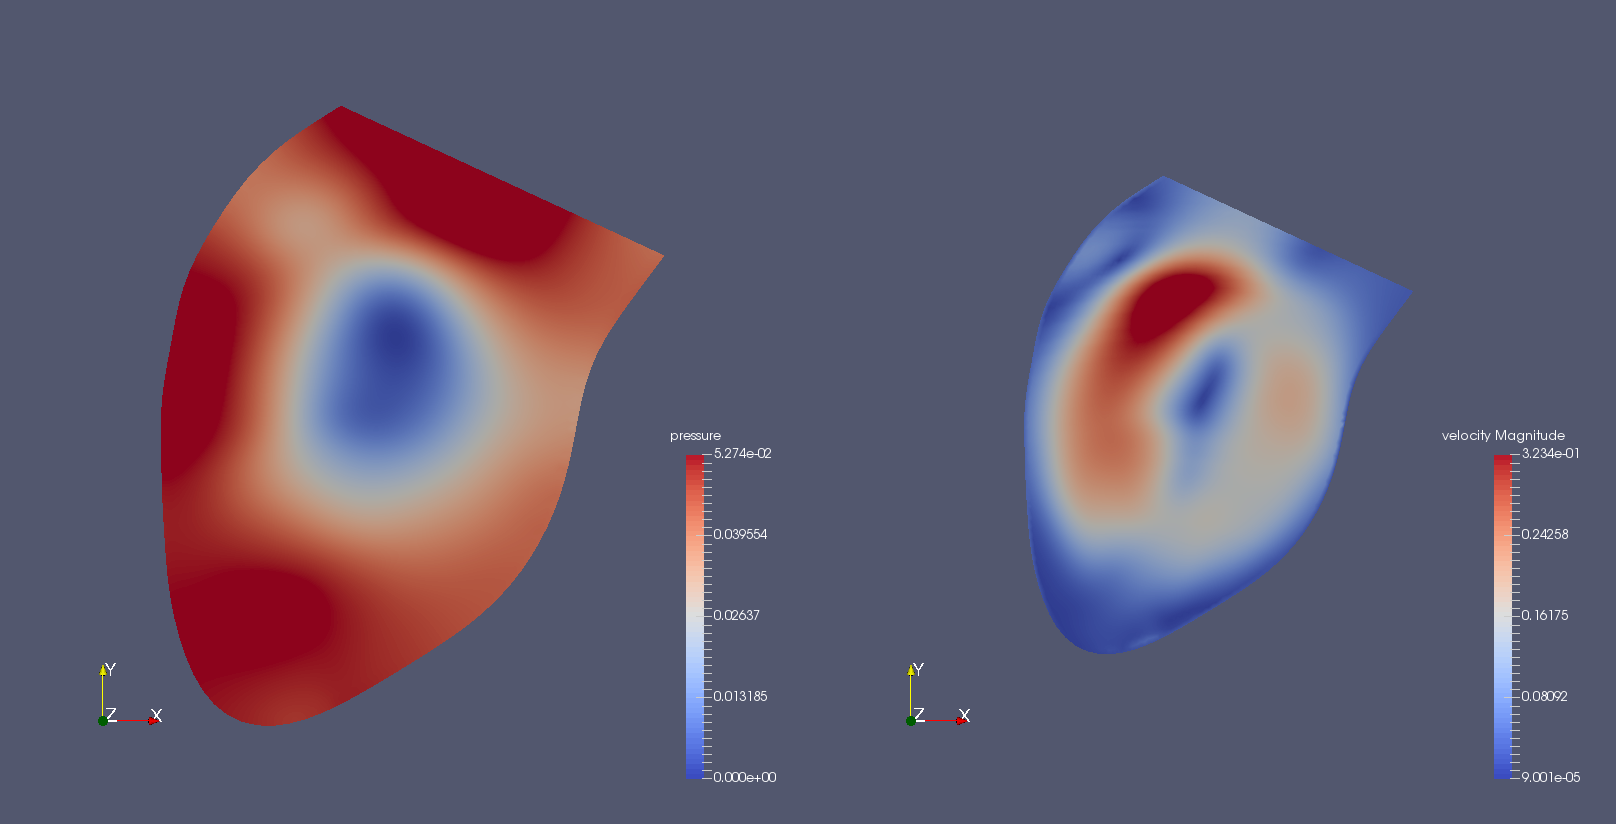 pressure
5.274e-02
0.039554
0.02637
0.013185
0.000e+00
Y
Z
X
velocity Magnitude
3.234e-01
0.24258
0.16175
0.08092
9.001e-05
Y
Z
X